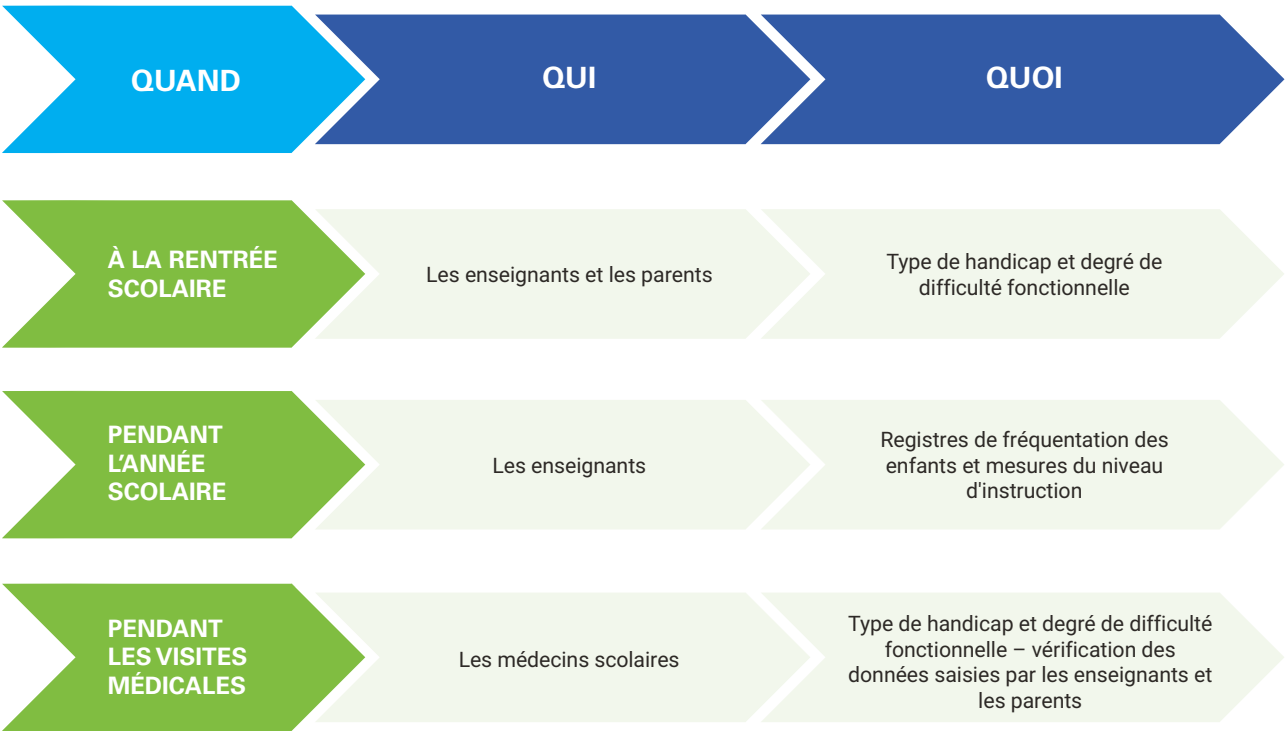 QUAND
QUI
QUOI
À LA RENTRÉE
SCOLAIRE
Les enseignants et les parents
Type de handicap et degré de
difficulté fonctionnelle
PENDANT
L'ANNÉE
SCOLAIRE
Les enseignants
Registres de fréquentation des
enfants et mesures du niveau
d'instruction
PENDANT
LES VISITES
MÉDICALES
Les médecins scolaires
Type de handicap et degré de difficulté
fonctionnelle – vérification des
données saisies par les enseignants et
les parents